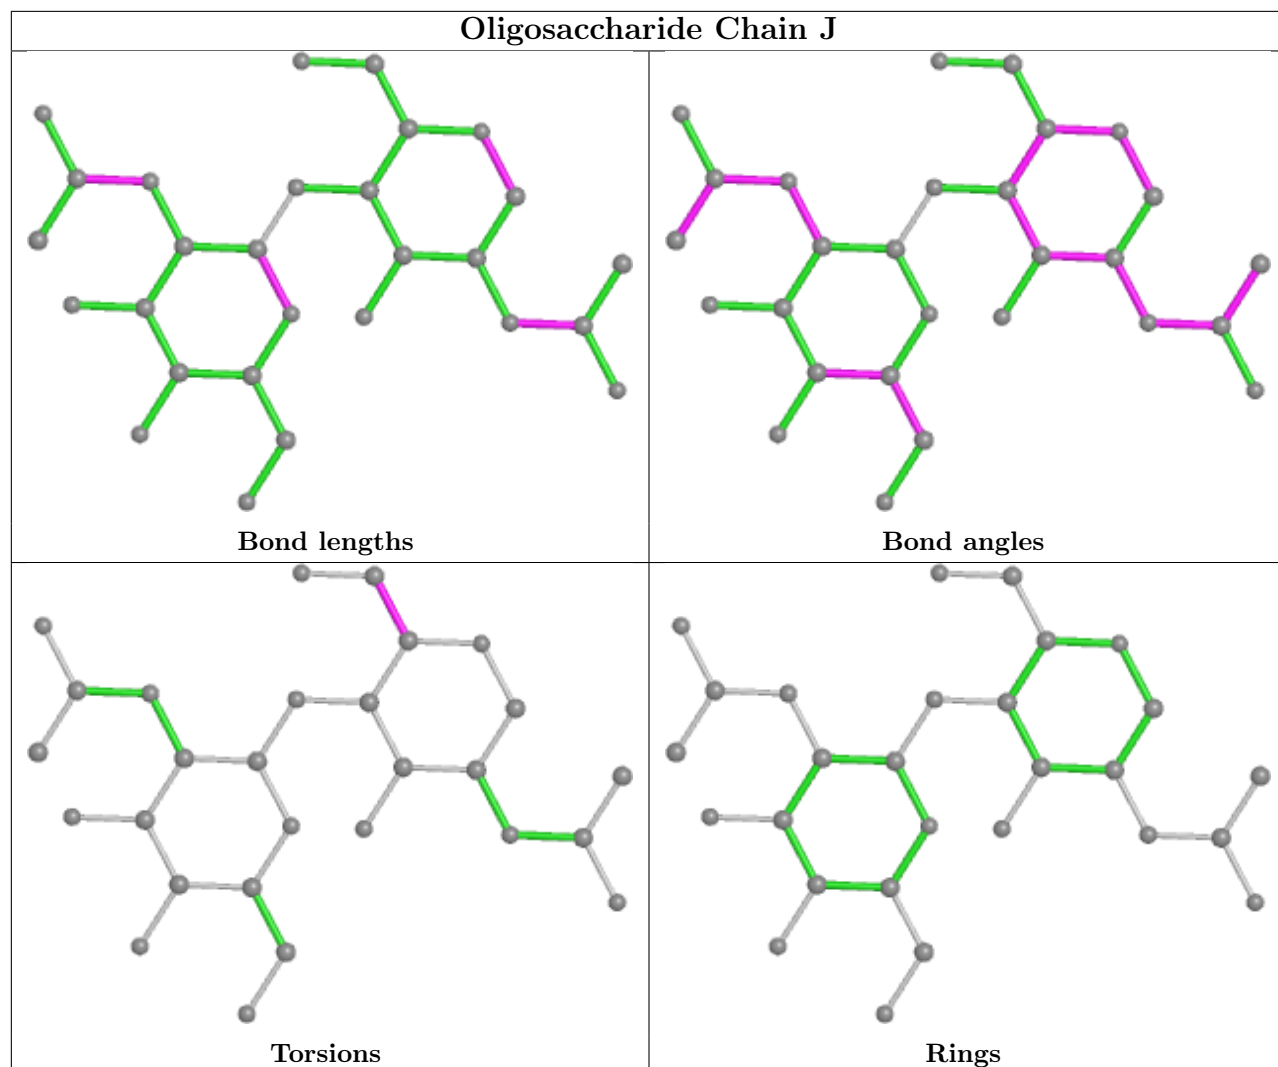 Oligosaccharide Chain J
Bond lengths
Bond angles
Torsions
Rings